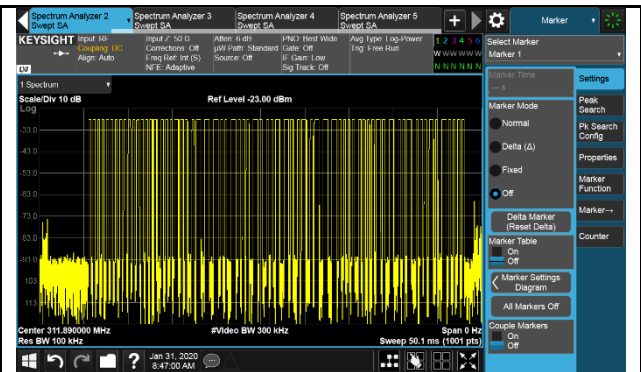 Spectrum Analyzer 2
Swept SA
Spectrum Analyzer 3
Swept SA
Spectrum Analyzer 4
Swept SA
Spectrum Analyzer 5
Swept SA
Marker
KEYSIGHT
Input: RF
Coupling: DC
Align: Auto
Input Z: 50 Ω
Corrections: Off
Freq Ref: Int (S)
NFE: Adaptive
Atten: 6 dB
µW Path: Standard
Source: Off
PNO: Best Wide
Gate: Off
IF Gain: Low
Sig Track: Off
Avg Type: Log-Power
Trig: Free Run
1 2 3 4 5 6
W W W W W W
N N N N N N
LXI
Select Marker
Marker 1
1 Spectrum
Scale/Div 10 dB
Ref Level -23.00 dBm
Log
-33.0
-43.0
-53.0
-63.0
-73.0
-83.0
-93.0
-103
-113
Center 311.890000 MHz
Res BW 100 kHz
#Video BW 300 kHz
Span 0 Hz
Sweep 50.1 ms (1001 pts)
Marker Time
--- s
Marker Mode
Normal
Delta (Δ)
Fixed
Off
Delta Marker
(Reset Delta)
Marker Table
On
Off
Marker Settings
Diagram
All Markers Off
Couple Markers
On
Off
Settings
Peak
Search
Pk Search
Config
Properties
Marker
Function
Marker→
Counter
Jan 31, 2020
8:47:00 AM